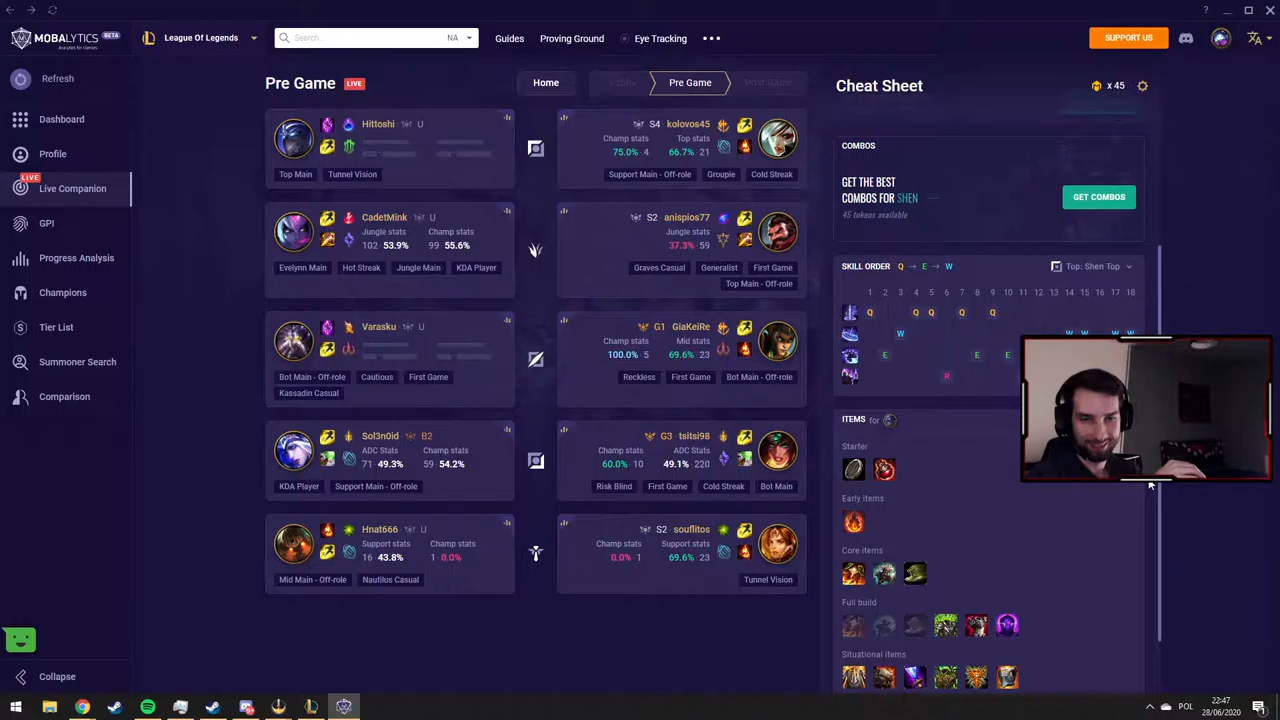 MOBALYTICS BETA
Analytics for Gamers
League Of Legends
Search...
NA
Guides
Proving Ground
Eye Tracking
SUPPORT US
Refresh
Dashboard
Profile
LIVE
Live Companion
GPI
Progress Analysis
Champions
Tier List
Summoner Search
Comparison
Collapse
Pre Game LIVE
Home
Lobby
Pre Game
Post Game
Hittoshi · U
Top Main
Tunnel Vision
S4 · kolovos45
Champ stats
Top stats
75.0% · 4
66.7% · 21
Support Main - Off-role
Groupie
Cold Streak
CadetMink · U
Jungle stats
Champ stats
102 · 53.9%
99 · 55.6%
Evelynn Main
Hot Streak
Jungle Main
KDA Player
S2 · anispios77
Jungle stats
37.3% · 59
Graves Casual
Generalist
First Game
Top Main - Off-role
Varasku · U
Bot Main - Off-role
Cautious
First Game
Kassadin Casual
G1 · GiaKeiRe
Champ stats
Mid stats
100.0% · 5
69.6% · 23
Reckless
First Game
Bot Main - Off-role
Sol3n0id · B2
ADC Stats
Champ stats
71 · 49.3%
59 · 54.2%
KDA Player
Support Main - Off-role
G3 · tsitsi98
Champ stats
ADC Stats
60.0% · 10
49.1% · 220
Risk Blind
First Game
Cold Streak
Bot Main
Hnat666 · U
Support stats
Champ stats
16 · 43.8%
1 · 0.0%
Mid Main - Off-role
Nautilus Casual
S2 · souflitos
Champ stats
Support stats
0.0% · 1
69.6% · 23
Tunnel Vision
Cheat Sheet
x 45
COMBOS
GET THE BEST
COMBOS FOR SHEN
45 tokens available
GET COMBOS
SKILL ORDER Q → E → W
Top: Shen Top
1 2 3 4 5 6 7 8 9 10 11 12 13 14 15 16 17 18
Q Q Q Q Q
W W W W W
E E E
R
ITEMS for
Starter
Early items
Core items
Full build
Situational items
POL
22:47
28/06/2020